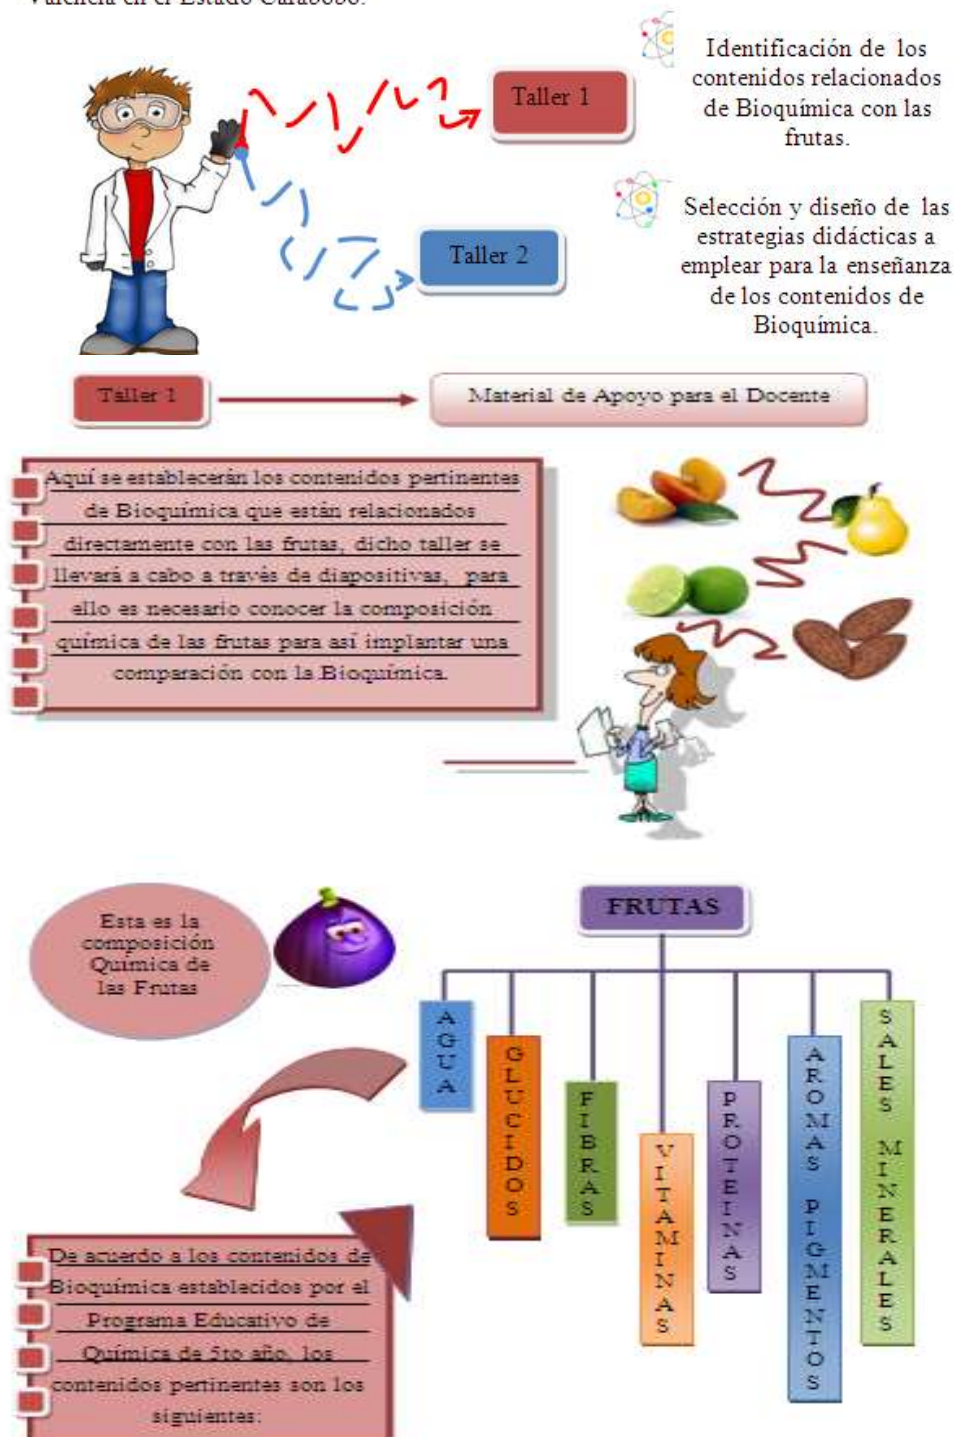 Valencia en el Estado Carabobo.
Taller 1
Identificación de los
contenidos relacionados
de Bioquímica con las
frutas.
Taller 2
Selección y diseño de las
estrategias didácticas a
emplear para la enseñanza
de los contenidos de
Bioquímica.
Taller 1
Material de Apoyo para el Docente
Aquí se establecerán los contenidos pertinentes
de Bioquímica que están relacionados
directamente con las frutas, dicho taller se
llevará a cabo a través de diapositivas, para
ello es necesario conocer la composición
química de las frutas para así implantar una
comparación con la Bioquímica.
Esta es la
composición
Química de
las Frutas
FRUTAS
AGUA
GLUCIDOS
FIBRAS
VITAMINAS
PROTEINAS
AROMAS PIGMENTOS
SALES MINERALES
De acuerdo a los contenidos de
Bioquímica establecidos por el
Programa Educativo de
Química de 5to año, los
contenidos pertinentes son los
siguientes: